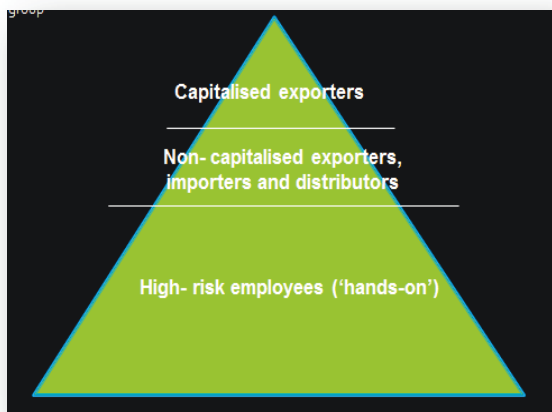 group
Capitalised exporters
Non- capitalised exporters,
importers and distributors
High- risk employees (‘hands-on’)